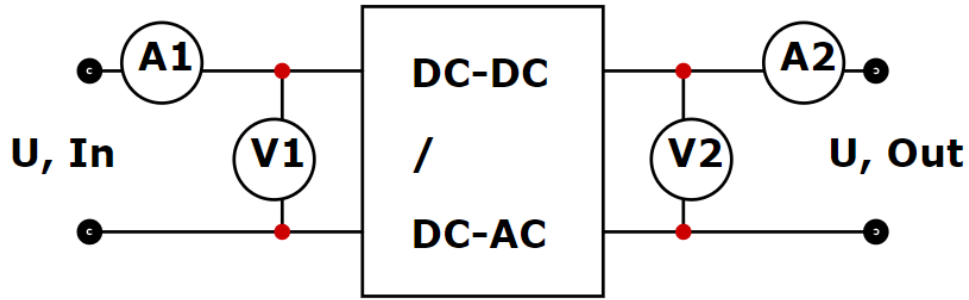 A1
A2
DC-DC
U, In
V1
/
V2
U, Out
DC-AC